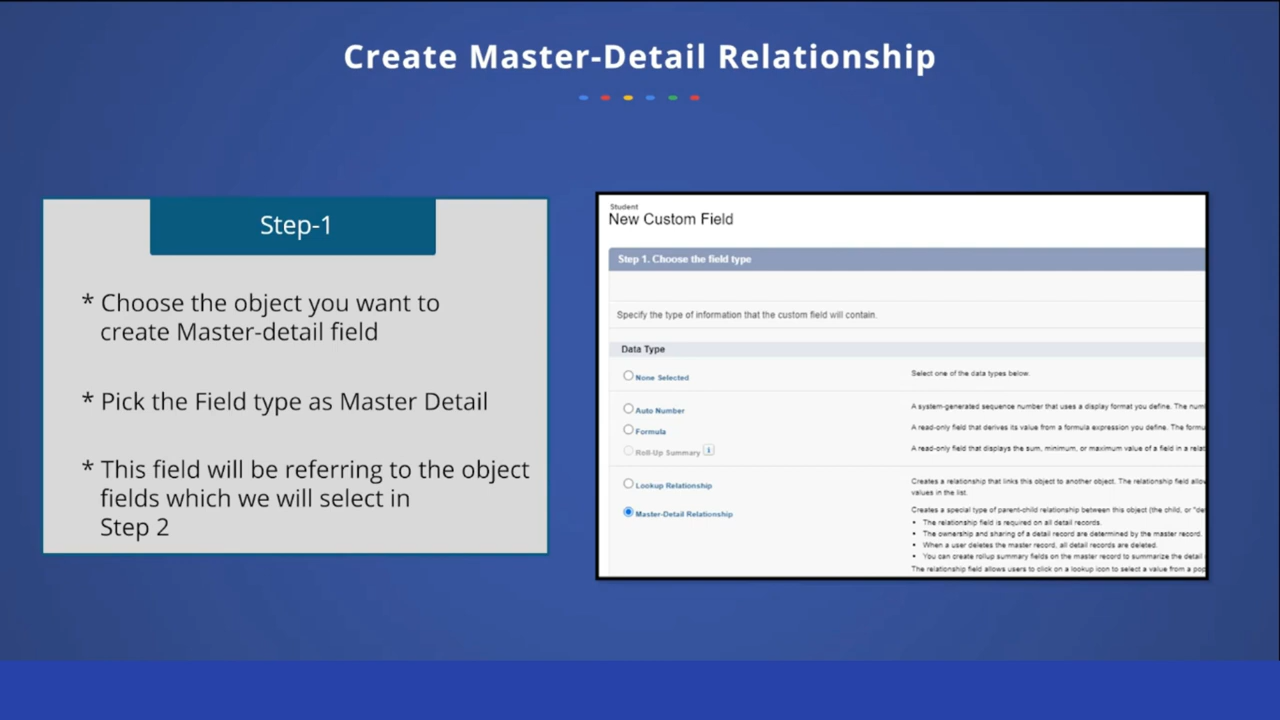 Create Master-Detail Relationship
Step-1
* Choose the object you want to
create Master-detail field
* Pick the Field type as Master Detail
* This field will be referring to the object
fields which we will select in
Step 2
Student
New Custom Field
Step 1. Choose the field type
Specify the type of information that the custom field will contain.
Data Type
None Selected
Select one of the data types below.
Auto Number
A system-generated sequence number that uses a display format you define. The num
Formula
A read-only field that derives its value from a formula expression you define. The formu
Roll-Up Summary i
A read-only field that displays the sum, minimum, or maximum value of a field in a relat
Lookup Relationship
Creates a relationship that links this object to another object. The relationship field allow
values in the list.
Master-Detail Relationship
Creates a special type of parent-child relationship between this object (the child, or "de
• The relationship field is required on all detail records.
• The ownership and sharing of a detail record are determined by the master record.
• When a user deletes the master record, all detail records are deleted.
• You can create rollup summary fields on the master record to summarize the detail
The relationship field allows users to click on a lookup icon to select a value from a pop